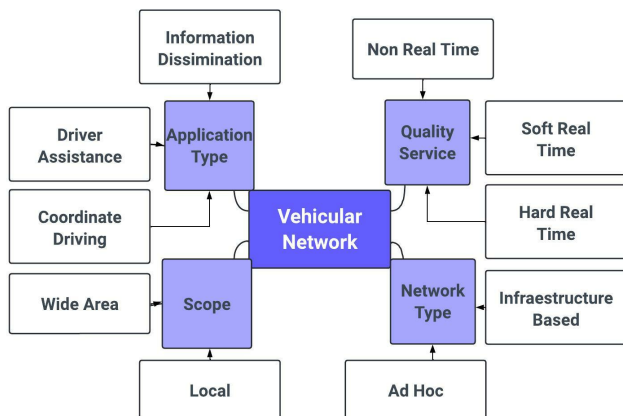 Information
Dissimination
Non Real Time
Driver
Assistance
Application
Type
Quality
Service
Soft Real
Time
Coordinate
Driving
Vehicular
Network
Hard Real
Time
Wide Area
Scope
Network
Type
Infraestructure
Based
Local
Ad Hoc